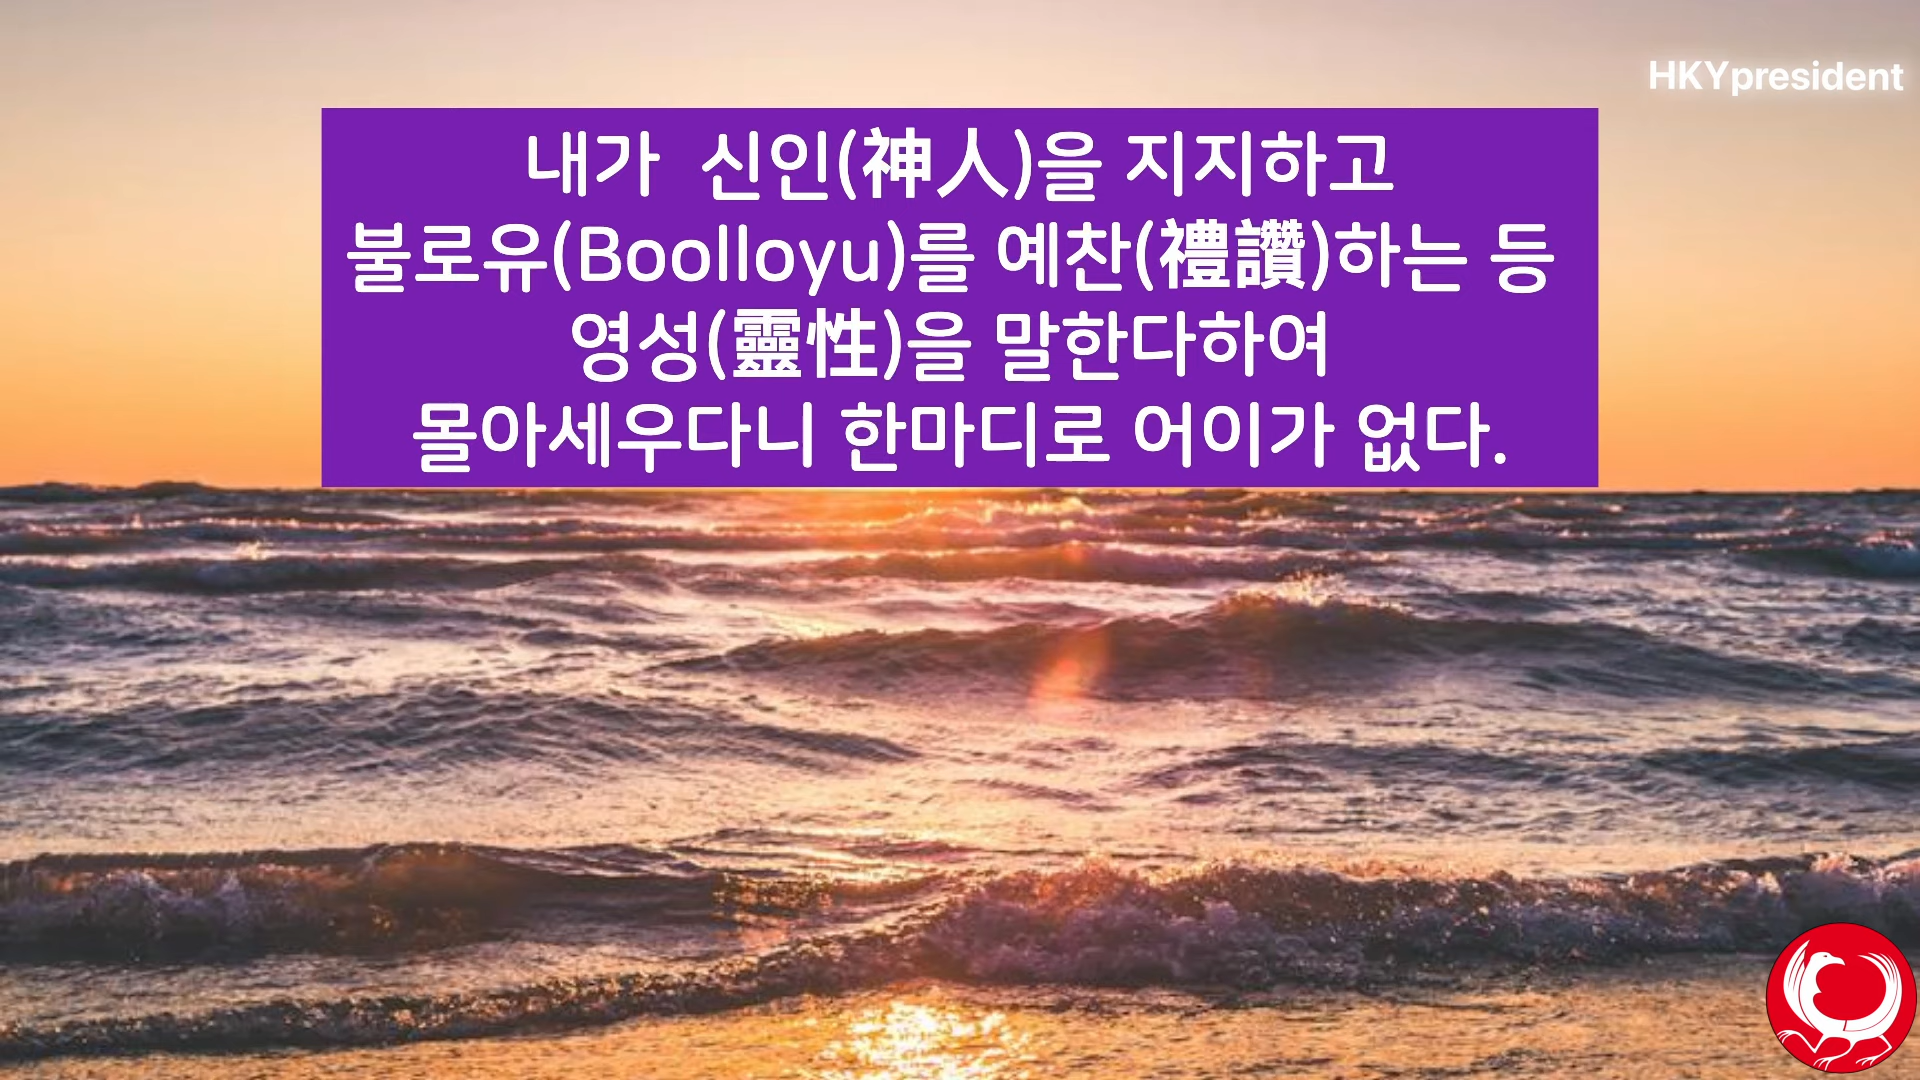 HKYpresident
내가 신인(神人)을 지지하고
불로유(Boolloyu)를 예찬(禮讚)하는 등
영성(靈性)을 말한다하여
몰아세우다니 한마디로 어이가 없다.